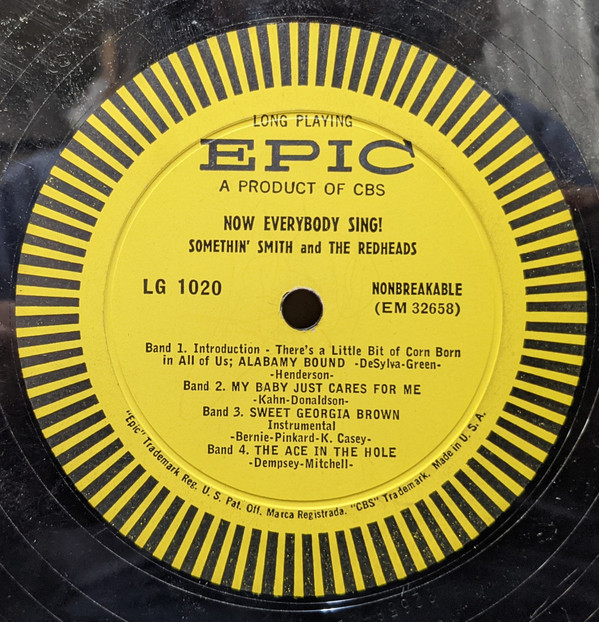 LONG PLAYING
EPIC
A PRODUCT OF CBS
NOW EVERYBODY SING!
SOMETHIN' SMITH and THE REDHEADS
LG 1020
NONBREAKABLE
(EM 32658)
Band 1. Introduction - There's a Little Bit of Corn Born
in All of Us; ALABAMY BOUND -DeSylva-Green-
-Henderson-
Band 2. MY BABY JUST CARES FOR ME
-Kahn-Donaldson-
Band 3. SWEET GEORGIA BROWN
Instrumental
-Bernie-Pinkard-K. Casey-
Band 4. THE ACE IN THE HOLE
-Dempsey-Mitchell-
"Epic" Trademark Reg. U. S. Pat. Off. Marca Registrada. "CBS" Trademark. Made in U. S. A.